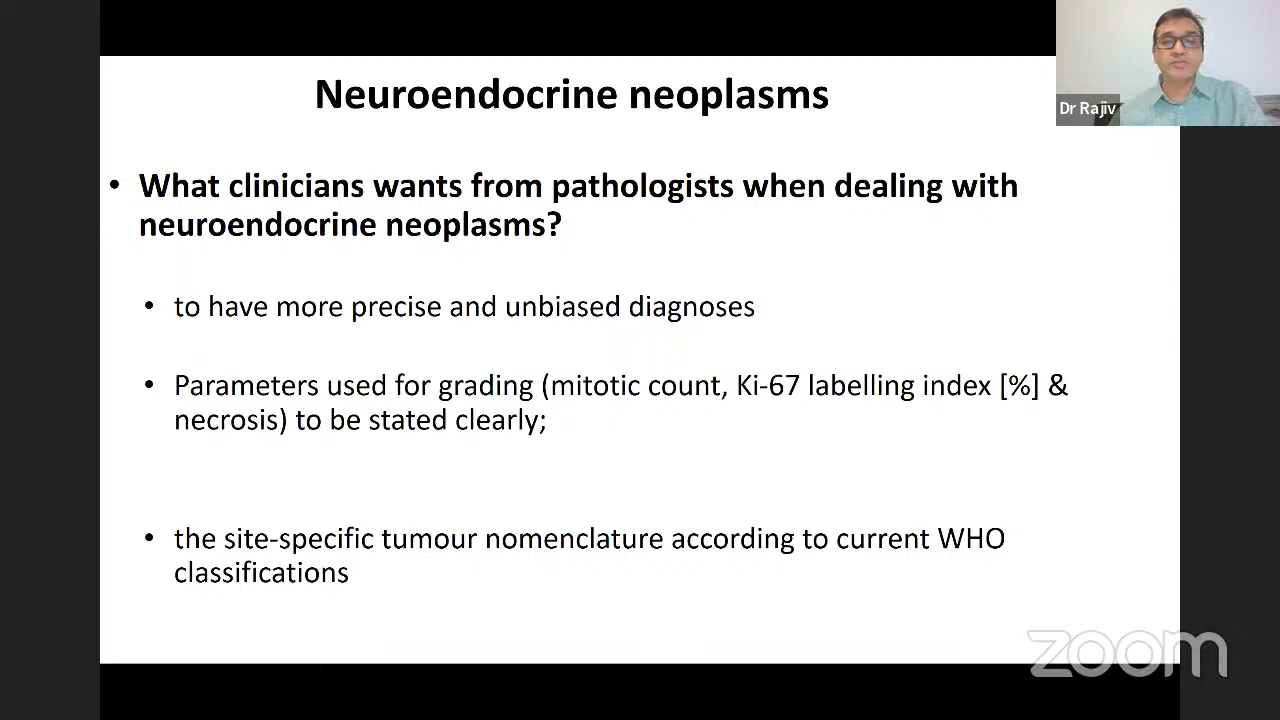 Neuroendocrine neoplasms
Dr Rajiv
• What clinicians wants from pathologists when dealing with
neuroendocrine neoplasms?
• to have more precise and unbiased diagnoses
• Parameters used for grading (mitotic count, Ki-67 labelling index [%] &
necrosis) to be stated clearly;
• the site-specific tumour nomenclature according to current WHO
classifications
zoom